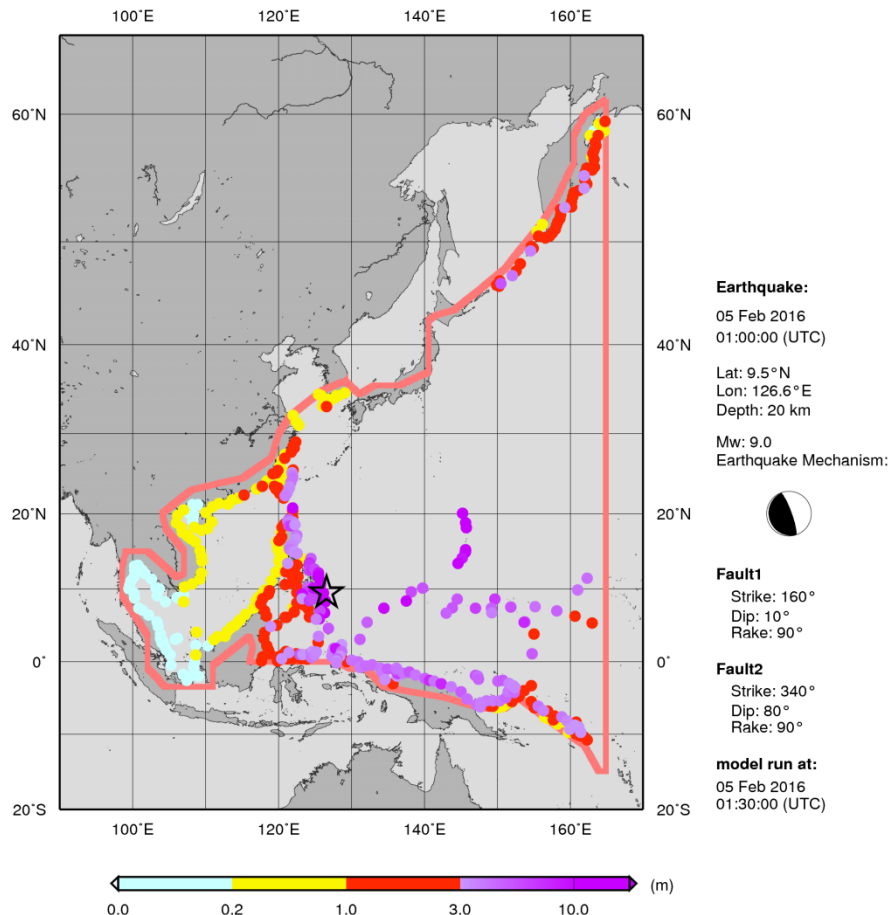 100˚E 120˚E 140˚E 160˚E
60˚N 60˚N
40˚N 40˚N
20˚N 20˚N
0˚ 0˚
20˚S 20˚S
100˚E 120˚E 140˚E 160˚E
Earthquake:
05 Feb 2016
01:00:00 (UTC)
Lat: 9.5°N
Lon: 126.6°E
Depth: 20 km
Mw: 9.0
Earthquake Mechanism:
Fault1
Strike: 160°
Dip: 10°
Rake: 90°
Fault2
Strike: 340°
Dip: 80°
Rake: 90°
model run at:
05 Feb 2016
01:30:00 (UTC)
(m)
0.0 0.2 1.0 3.0 10.0